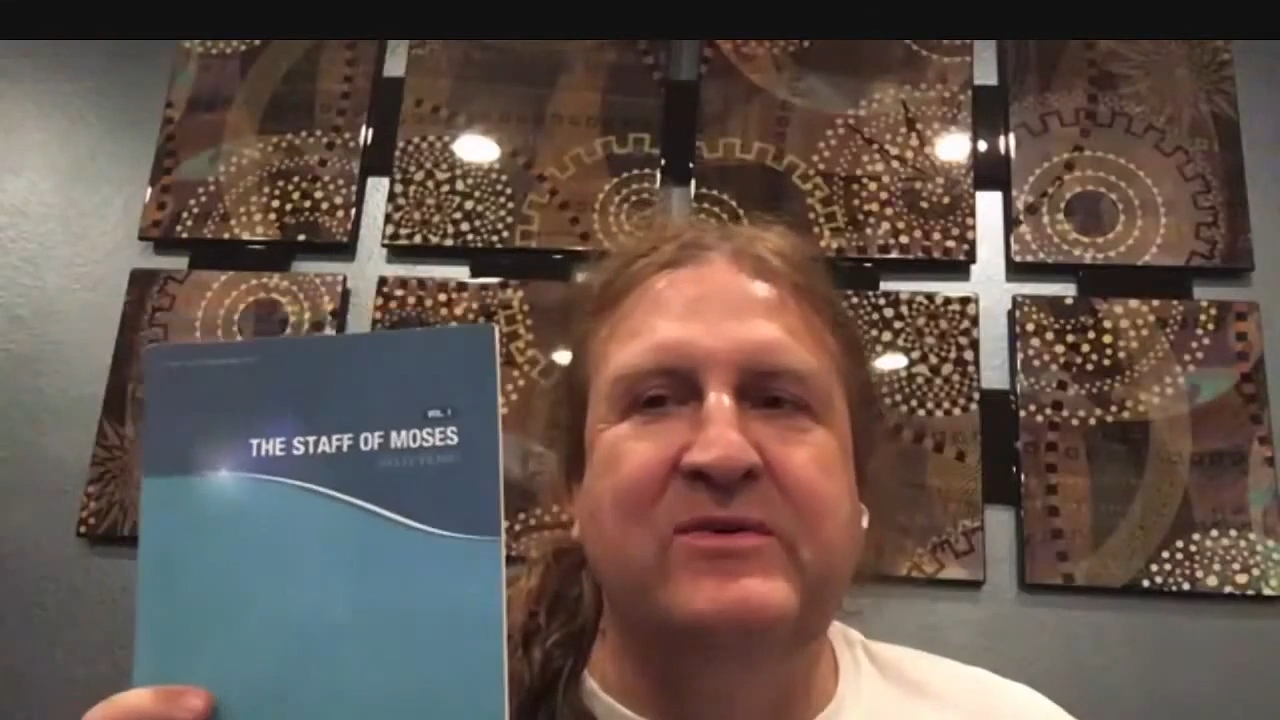 VOL. 1
THE STAFF OF MOSES